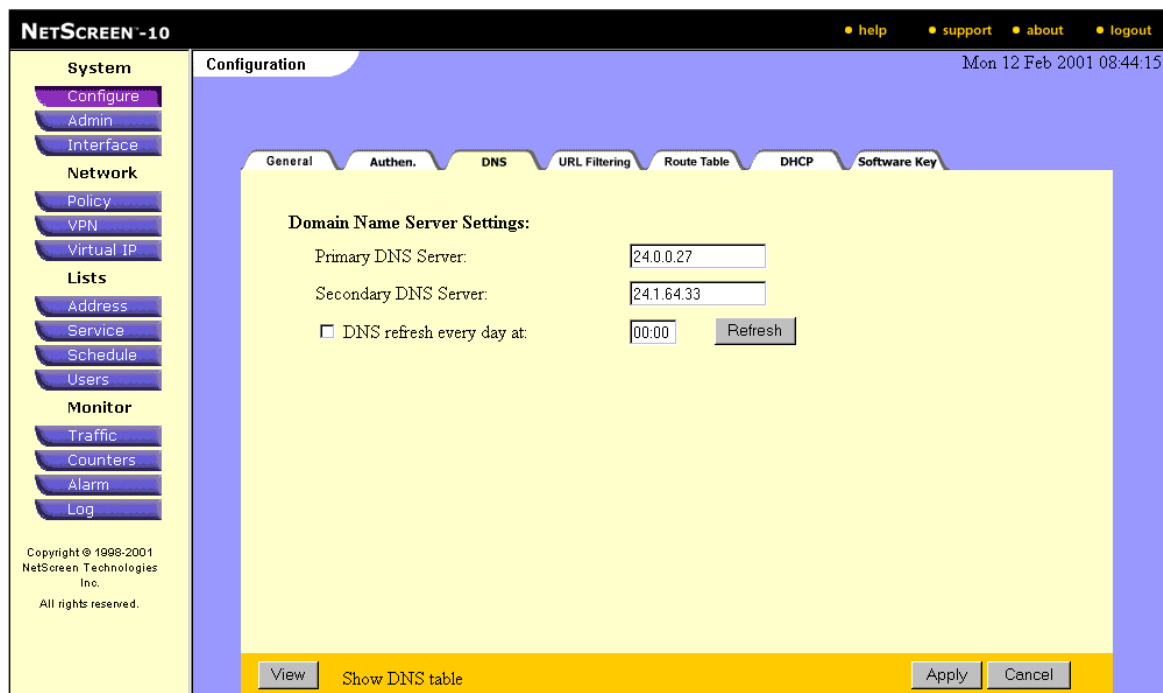 NETSCREEN™-10
help
support
about
logout
System
Configure
Admin
Interface
Network
Policy
VPN
Virtual IP
Lists
Address
Service
Schedule
Users
Monitor
Traffic
Counters
Alarm
Log
Copyright © 1998-2001
NetScreen Technologies
Inc.
All rights reserved.
Configuration
Mon 12 Feb 2001 08:44:15
General
Authen.
DNS
URL Filtering
Route Table
DHCP
Software Key
Domain Name Server Settings:
Primary DNS Server: 24.0.0.27
Secondary DNS Server: 24.1.64.33
DNS refresh every day at: 00:00 Refresh
View Show DNS table Apply Cancel